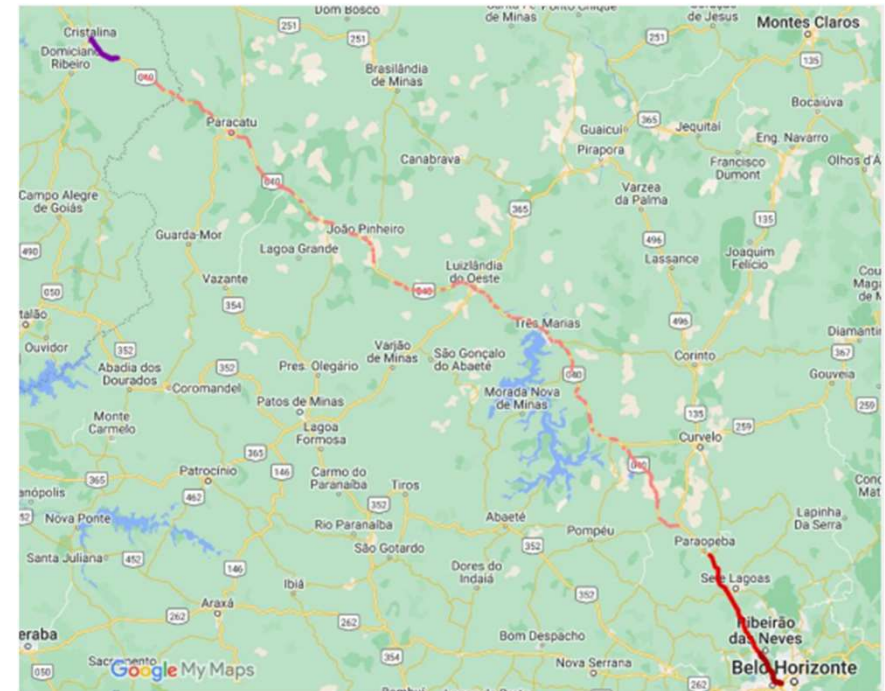 Dom Bosco
251
251
de Minas
de Jesus
Montes Claros
251
135
Cristalina
Domiciano
Ribeiro
040
Brasilândia
de Minas
Bocaiúva
Paracatu
365
Guaicuí
Jequitaí
Eng. Navarro
Pirapora
Canabrava
Francisco
Dumont
Olhos d'Á
040
Varzea
da Palma
Campo Alegre
de Goiás
365
135
João Pinheiro
Guarda-Mor
Lagoa Grande
496
Joaquim
Felício
490
Lassance
Luizlândia
do Oeste
Vazante
050
040
354
496
Três Marias
talão
Ouvidor
352
Varjão
de Minas
São Gonçalo
do Abaeté
Corinto
367
Diamantin
Abadia dos
Dourados
352
Pres. Olegário
040
Gouveia
Coromandel
Morada Nova
de Minas
Patos de Minas
259
135
Monte
Carmelo
Lagoa
Formosa
259
Curvelo
365
040
Patrocínio
146
Carmo do
Paranaíba
Tiros
365
anópolis
462
352
Nova Ponte
Rio Paranaíba
Abaeté
Pompéu
Lapinha
Da Serra
São Gotardo
352
Paraopeba
Santa Juliana
452
146
Dores do
Indaiá
Sete Lagoas
Ibiá
352
Araxá
262
262
Ribeirão
das Neves
eraba
Bom Despacho
354
Nova Serrana
Belo Horizonte
050
Sacramento
Google My Maps
262